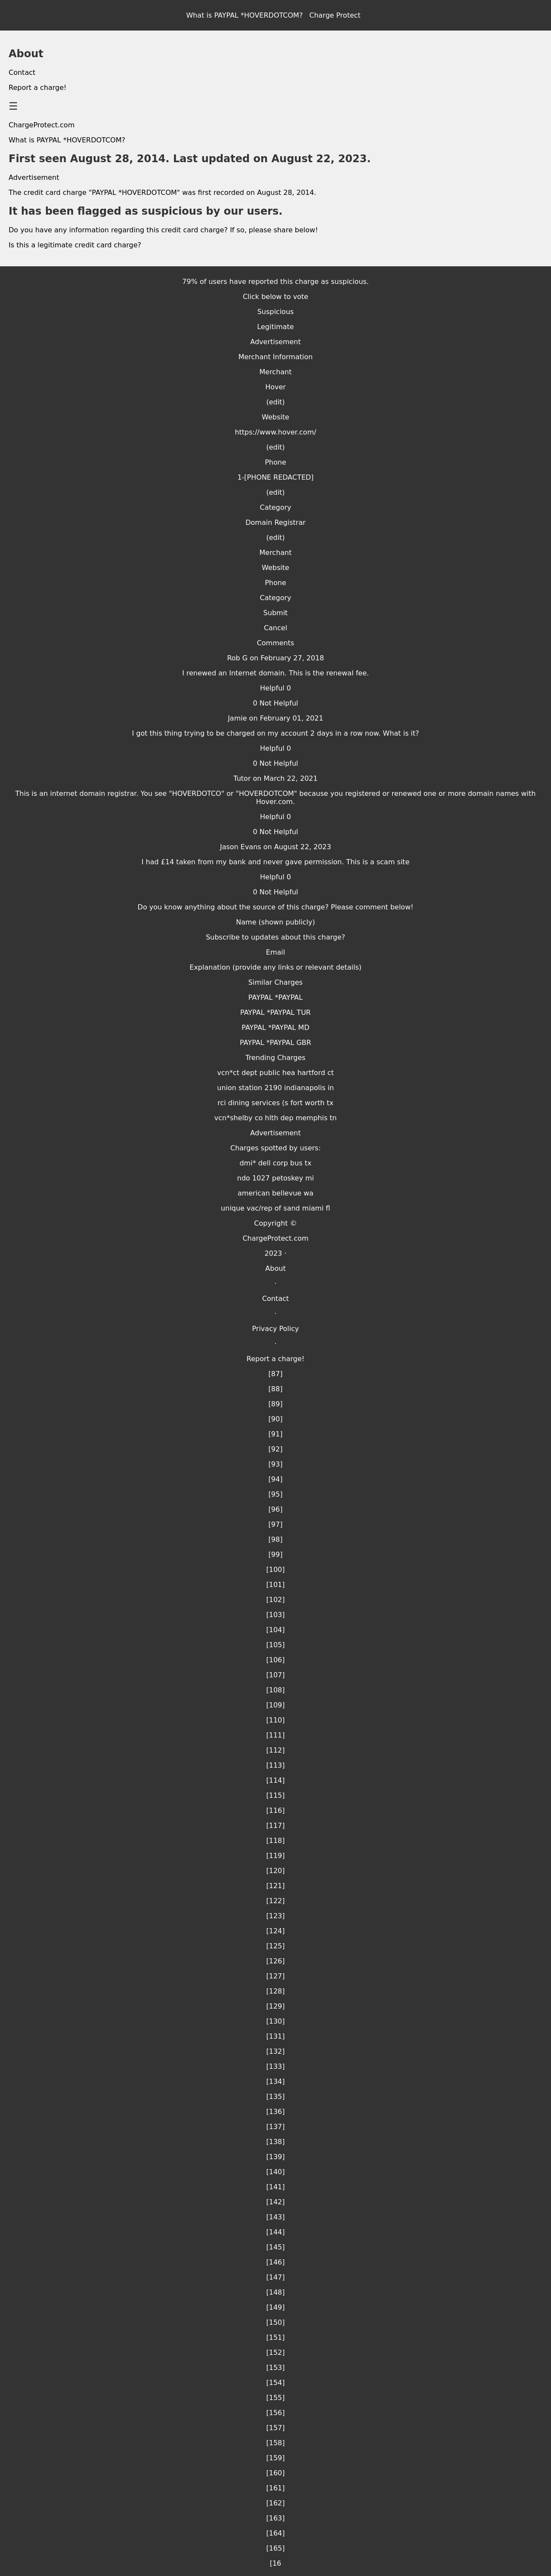 What is PAYPAL *HOVERDOTCOM?   Charge Protect
About
Contact
Report a charge!
☰
ChargeProtect.com
What is PAYPAL *HOVERDOTCOM?
First seen August 28, 2014. Last updated on August 22, 2023.
Advertisement
The credit card charge "PAYPAL *HOVERDOTCOM" was first recorded on August 28, 2014.
It has been flagged as suspicious by our users.
Do you have any information regarding this credit card charge? If so, please share below!
Is this a legitimate credit card charge?
79% of users have reported this charge as suspicious.
Click below to vote
Suspicious
Legitimate
Advertisement
Merchant Information
Merchant
Hover
(edit)
Website
https://www.hover.com/
(edit)
Phone
1-[PHONE REDACTED]
(edit)
Category
Domain Registrar
(edit)
Merchant
Website
Phone
Category
Submit
Cancel
Comments
Rob G on February 27, 2018
I renewed an Internet domain. This is the renewal fee.
Helpful 0
0 Not Helpful
Jamie on February 01, 2021
I got this thing trying to be charged on my account 2 days in a row now. What is it?
Helpful 0
0 Not Helpful
Tutor on March 22, 2021
This is an internet domain registrar. You see "HOVERDOTCO" or "HOVERDOTCOM" because you registered or renewed one or more domain names with
Hover.com.
Helpful 0
0 Not Helpful
Jason Evans on August 22, 2023
I had £14 taken from my bank and never gave permission. This is a scam site
Helpful 0
0 Not Helpful
Do you know anything about the source of this charge? Please comment below!
Name (shown publicly)
Subscribe to updates about this charge?
Email
Explanation (provide any links or relevant details)
Similar Charges
PAYPAL *PAYPAL
PAYPAL *PAYPAL TUR
PAYPAL *PAYPAL MD
PAYPAL *PAYPAL GBR
Trending Charges
vcn*ct dept public hea hartford ct
union station 2190 indianapolis in
rci dining services (s fort worth tx
vcn*shelby co hlth dep memphis tn
Advertisement
Charges spotted by users:
dmi* dell corp bus tx
ndo 1027 petoskey mi
american bellevue wa
unique vac/rep of sand miami fl
Copyright ©
ChargeProtect.com
2023 ·
About
·
Contact
·
Privacy Policy
·
Report a charge!
[87]
[88]
[89]
[90]
[91]
[92]
[93]
[94]
[95]
[96]
[97]
[98]
[99]
[100]
[101]
[102]
[103]
[104]
[105]
[106]
[107]
[108]
[109]
[110]
[111]
[112]
[113]
[114]
[115]
[116]
[117]
[118]
[119]
[120]
[121]
[122]
[123]
[124]
[125]
[126]
[127]
[128]
[129]
[130]
[131]
[132]
[133]
[134]
[135]
[136]
[137]
[138]
[139]
[140]
[141]
[142]
[143]
[144]
[145]
[146]
[147]
[148]
[149]
[150]
[151]
[152]
[153]
[154]
[155]
[156]
[157]
[158]
[159]
[160]
[161]
[162]
[163]
[164]
[165]
[16